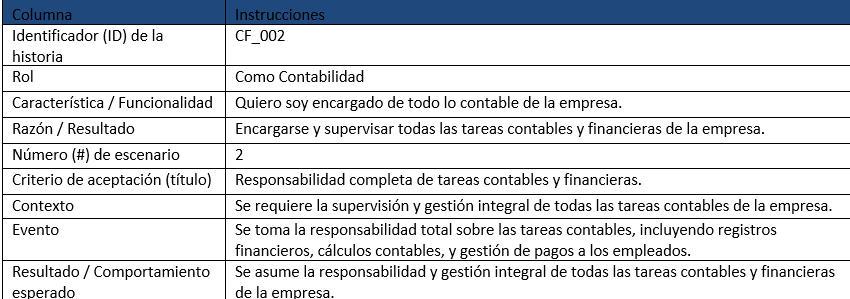 Columna Instrucciones
Identificador (ID) de la CF_002
historia
Rol Como Contabilidad
Característica / Funcionalidad Quiero soy encargado de todo lo contable de la empresa.
Razón / Resultado Encargarse y supervisar todas las tareas contables y financieras de la empresa.
Número (#) de escenario 2
Criterio de aceptación (título) Responsabilidad completa de tareas contables y financieras.
Contexto Se requiere la supervisión y gestión integral de todas las tareas contables de la empresa.
Evento Se toma la responsabilidad total sobre las tareas contables, incluyendo registros
financieros, cálculos contables, y gestión de pagos a los empleados.
Resultado / Comportamiento Se asume la responsabilidad y gestión integral de todas las tareas contables y financieras
esperado de la empresa.